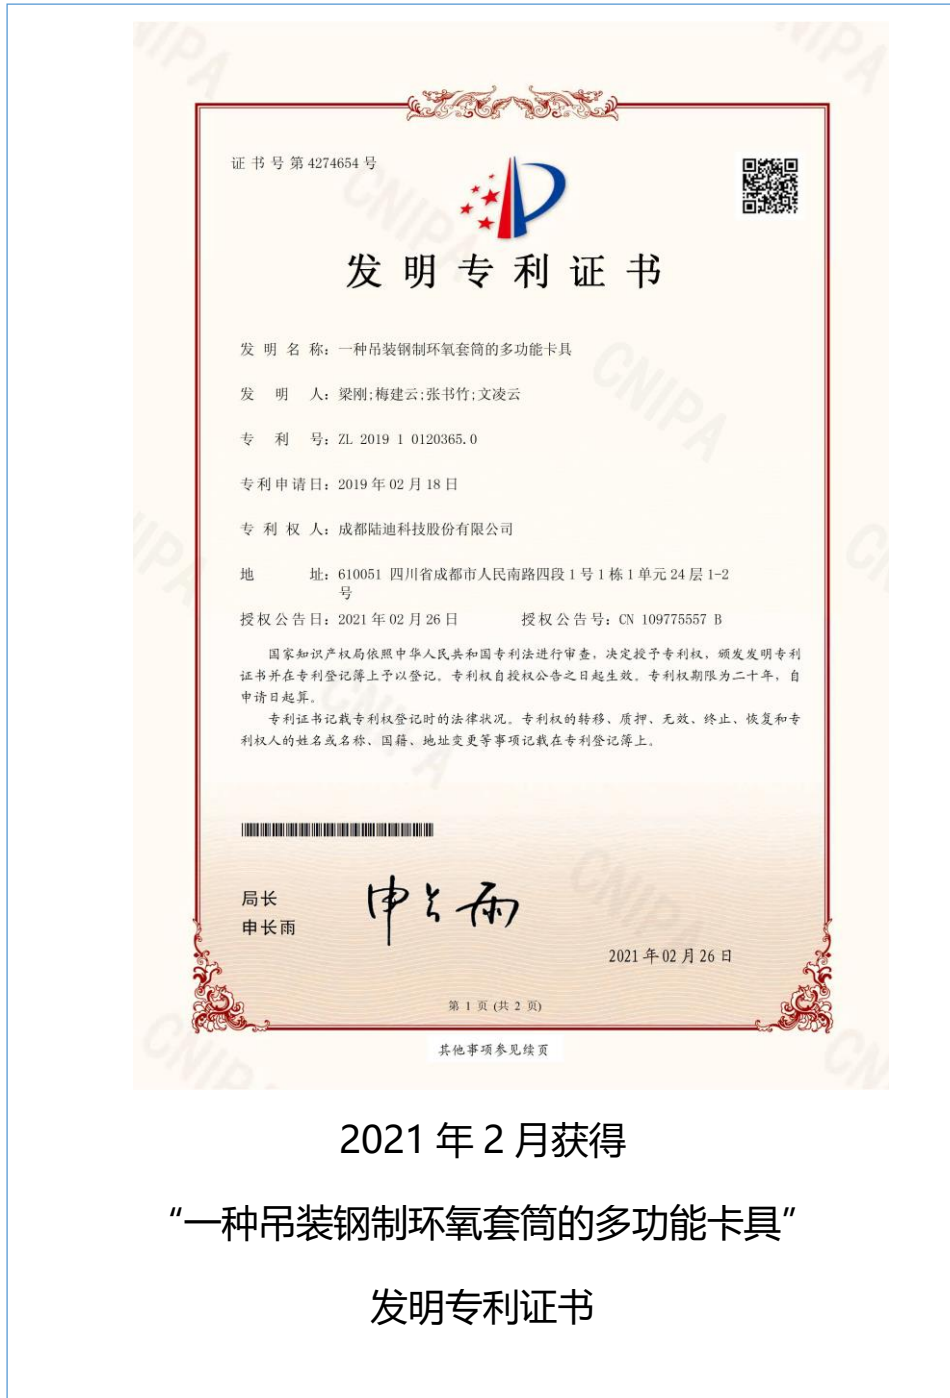 证书号第4274654号
发明专利证书
发明名称：一种吊装钢制环氧套筒的多功能卡具
发明人：梁刚;梅建云;张书竹;文凌云
专利号：ZL 2019 1 0120365.0
专利申请日：2019年02月18日
专利权人：成都陆迪科技股份有限公司
地址：610051 四川省成都市人民南路四段1号1栋1单元24层1-2
号
授权公告日：2021年02月26日 授权公告号：CN 109775557 B
国家知识产权局依照中华人民共和国专利法进行审查，决定授予专利权，颁发发明专利
证书并在专利登记簿上予以登记。专利权自授权公告之日起生效。专利权期限为二十年，自
申请日起算。
专利证书记载专利权登记时的法律状况。专利权的转移、质押、无效、终止、恢复和专
利权人的姓名或名称、国籍、地址变更等事项记载在专利登记簿上。
局长
申长雨
申长雨
2021年02月26日
第 1 页 (共 2 页)
其他事项参见续页
CNIPA
2021 年 2 月获得
“一种吊装钢制环氧套筒的多功能卡具”
发明专利证书